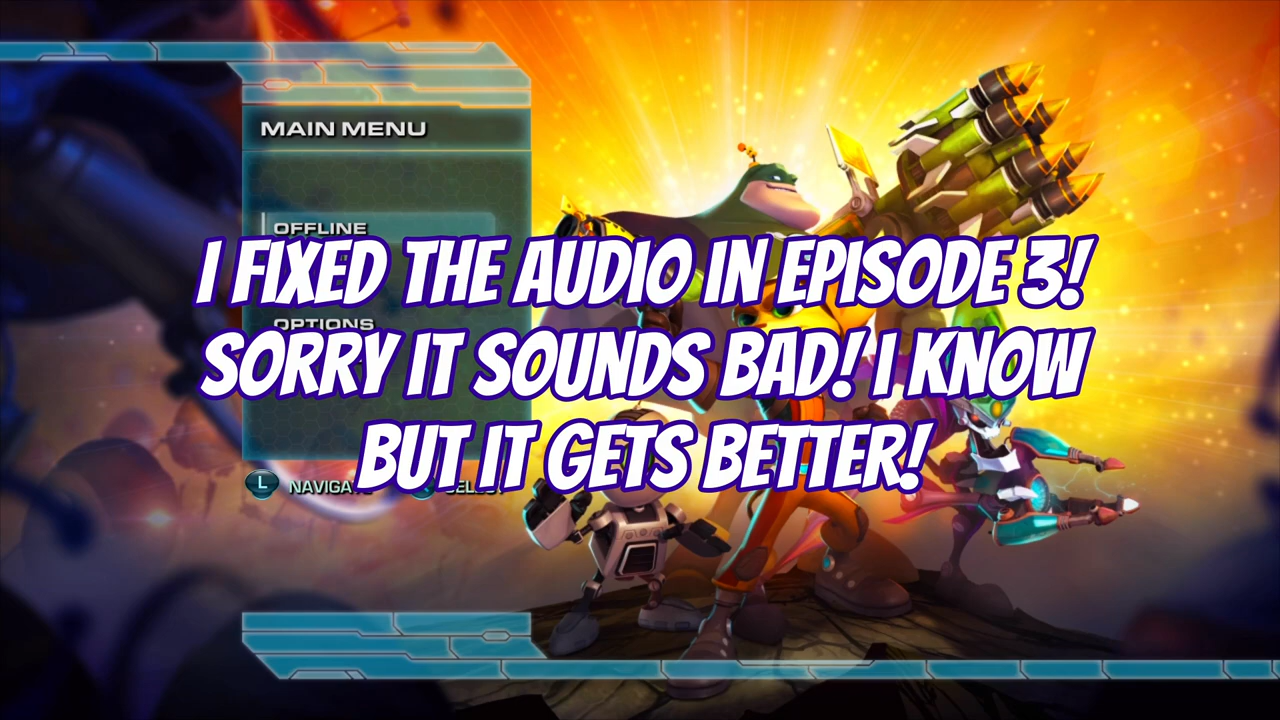 MAIN MENU
OFFLINE
I FIXED THE AUDIO IN EPISODE 3!
OPTIONS
SORRY IT SOUNDS BAD! I KNOW
BUT IT GETS BETTER!
L NAVIGATE